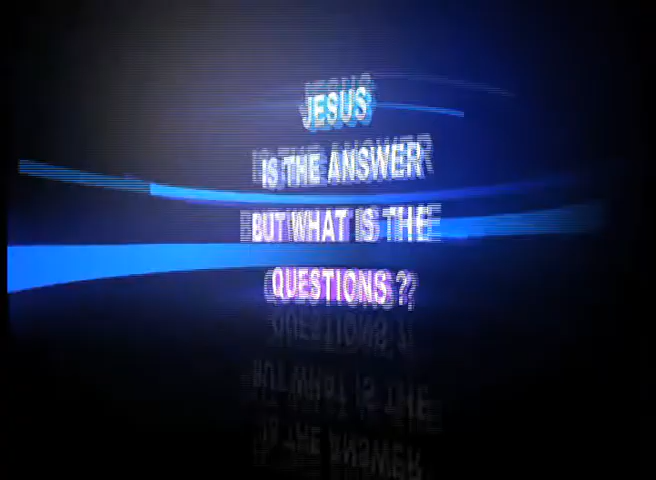 JESUS
IS THE ANSWER
BUT WHAT IS THE
QUESTIONS ?